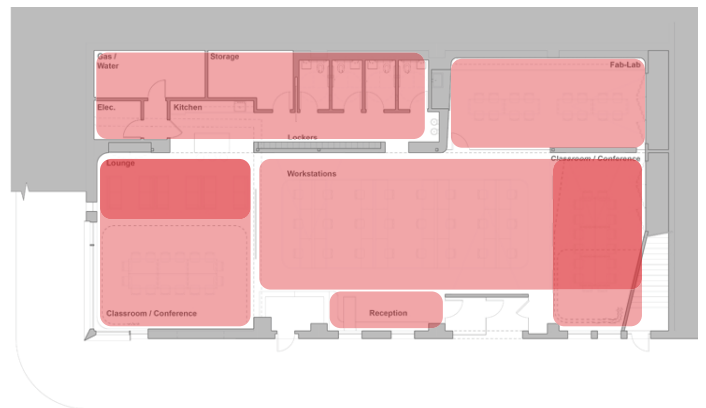 Gas / Storage
Water
Fab-Lab
Elec. Kitchen
Lockers
Classroom / Conference
Lounge
Workstations
Classroom / Conference
Reception